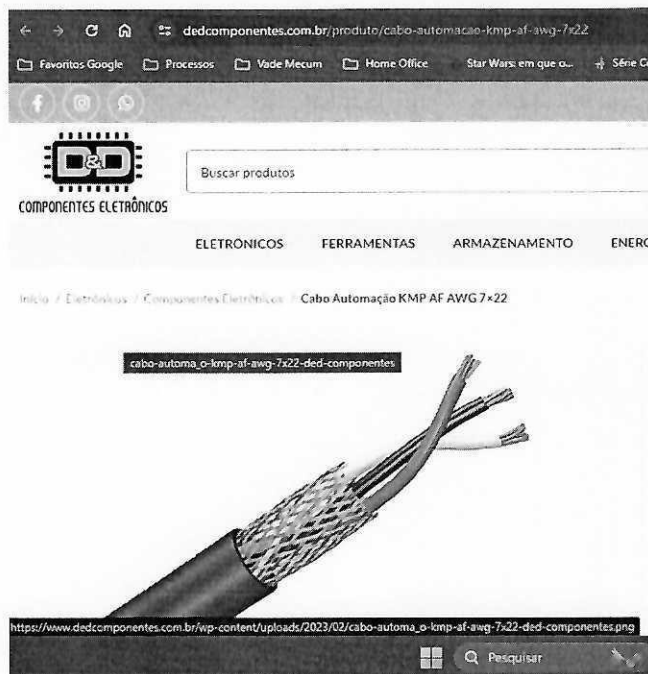 dedcomponentes.com.br/produto/cabo-automacao-kmp-af-awg-7x22
Favoritos Google Processos Vade Mecum Home Office Star Wars: em que o... Série
D&D
COMPONENTES ELETRÔNICOS
Buscar produtos
ELETRÔNICOS FERRAMENTAS ARMAZENAMENTO ENERG
Início / Eletrônicos / Componentes Eletrônicos / Cabo Automação KMP AF AWG 7×22
cabo-automa_o-kmp-af-awg-7x22-ded-componentes
https://www.dedcomponentes.com.br/wp-content/uploads/2023/02/cabo-automa_o-kmp-af-awg-7x22-ded-componentes.png
Pesquisar